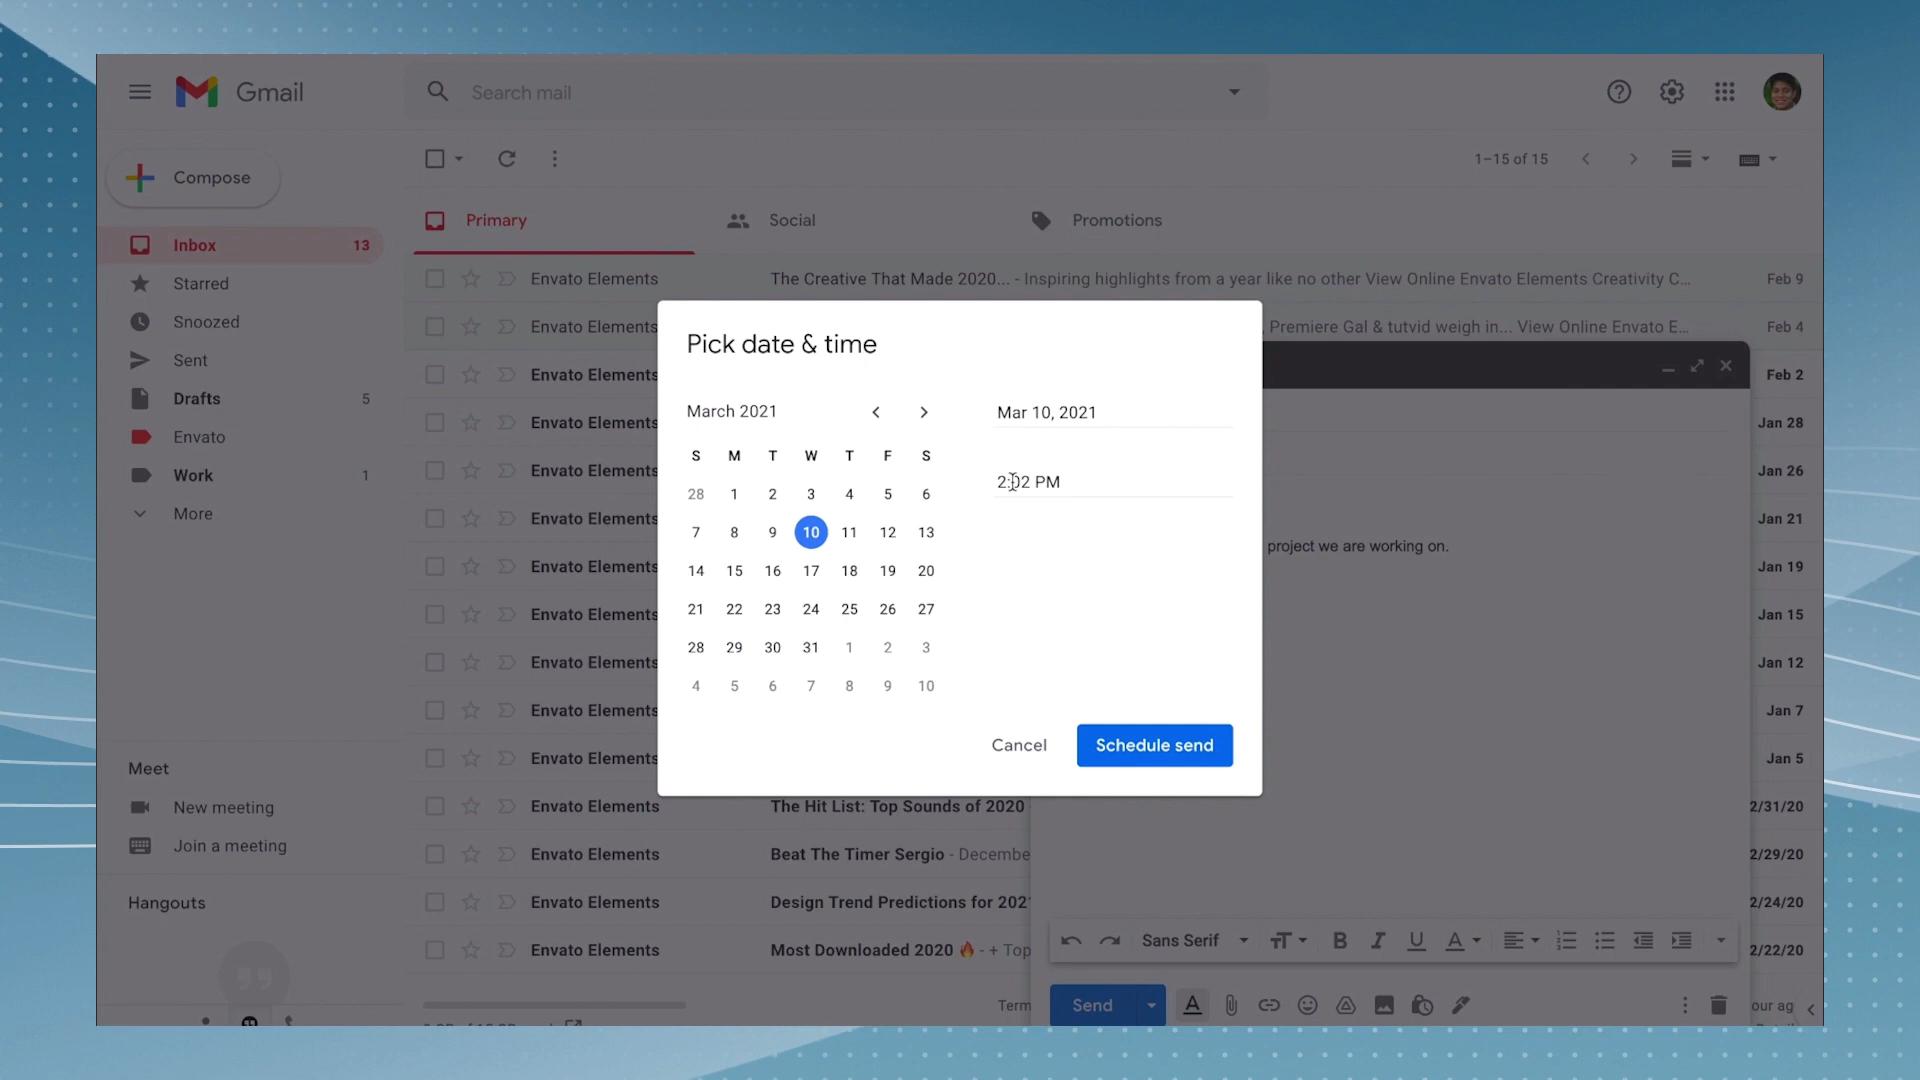 Gmail
Search mail
Compose
1–15 of 15
Primary
Social
Promotions
Inbox 13
Starred
Snoozed
Sent
Drafts 5
Envato
Work 1
More
Meet
New meeting
Join a meeting
Hangouts
Envato Elements The Creative That Made 2020... - Inspiring highlights from a year like no other View Online Envato Elements Creativity C... Feb 9
Envato Elements , Premiere Gal & tutvid weigh in... View Online Envato E... Feb 4
Envato Elements Feb 2
Envato Elements Jan 28
Envato Elements Jan 26
Envato Elements Jan 21
Envato Elements Jan 19
Envato Elements Jan 15
Envato Elements Jan 12
Envato Elements Jan 7
Envato Elements Jan 5
Envato Elements The Hit List: Top Sounds of 2020 2/31/20
Envato Elements Beat The Timer Sergio - Decembe 2/29/20
Envato Elements Design Trend Predictions for 202 2/24/20
Envato Elements Most Downloaded 2020 🔥 - + Top 2/22/20
Term
our ag
Pick date & time
March 2021
S M T W T F S
28 1 2 3 4 5 6
7 8 9 10 11 12 13
14 15 16 17 18 19 20
21 22 23 24 25 26 27
28 29 30 31 1 2 3
4 5 6 7 8 9 10
Mar 10, 2021
2:02 PM
Cancel
Schedule send
project we are working on.
Sans Serif
Send